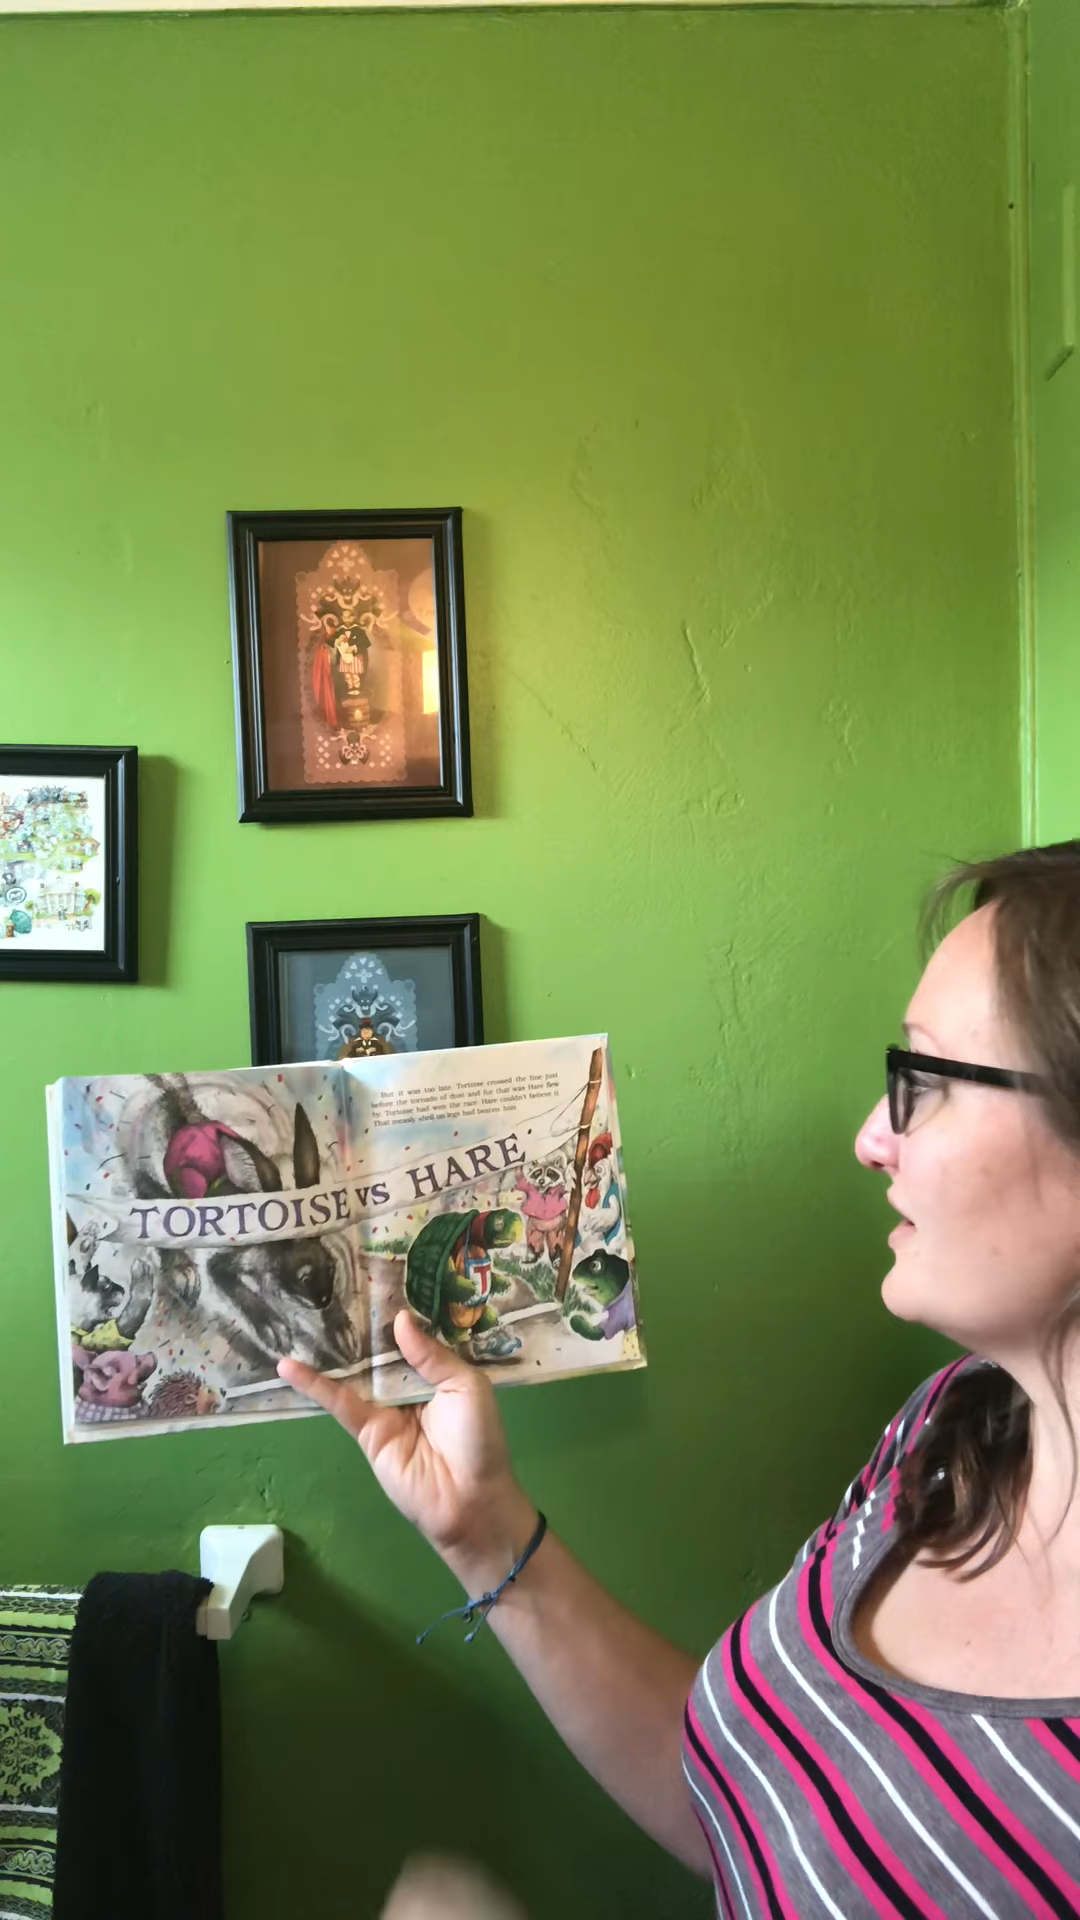 But it was too late. Tortoise crossed the line just
before the tornado of dust and fur that was Hare flew
by. Tortoise had won the race. Hare couldn't believe it.
That measly shell on legs had beaten him.
TORTOISE VS HARE
T